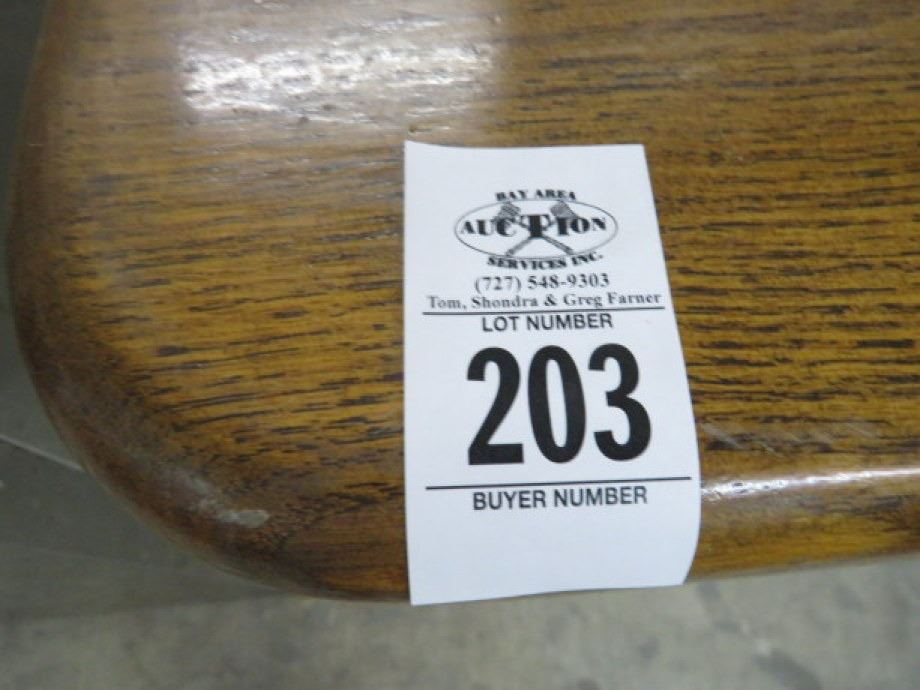 BAY AREA
AUCTION
SERVICES INC.
(727) 548-9303
Tom, Shondra & Greg Farner
LOT NUMBER
203
BUYER NUMBER